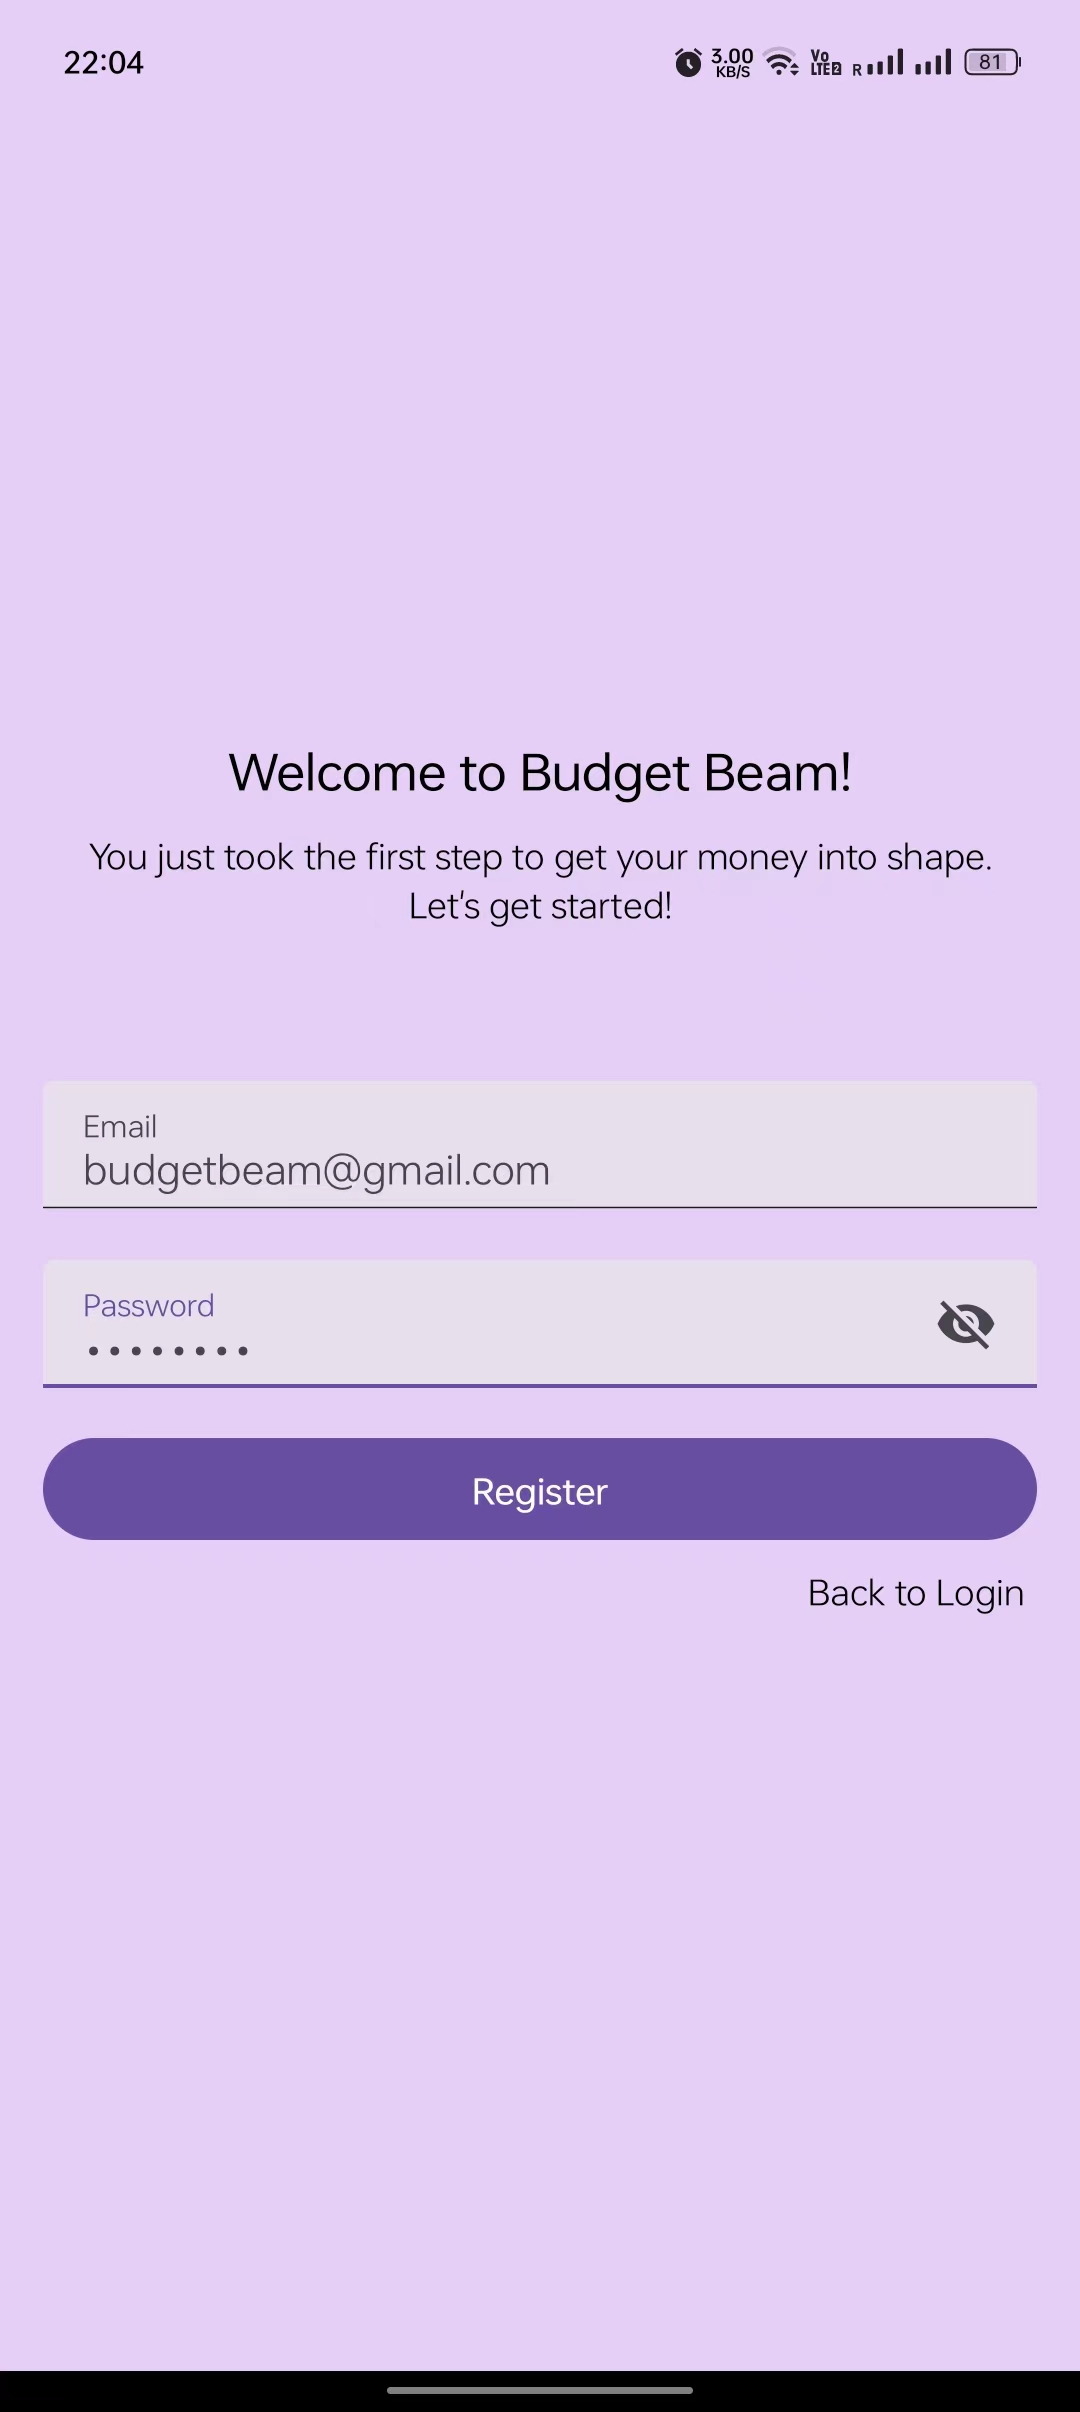 22:04
3.00
KB/S
Vo
LTE2
R
81
Welcome to Budget Beam!
You just took the first step to get your money into shape.
Let's get started!
Email
budgetbeam@gmail.com
Password
••••••••
Register
Back to Login